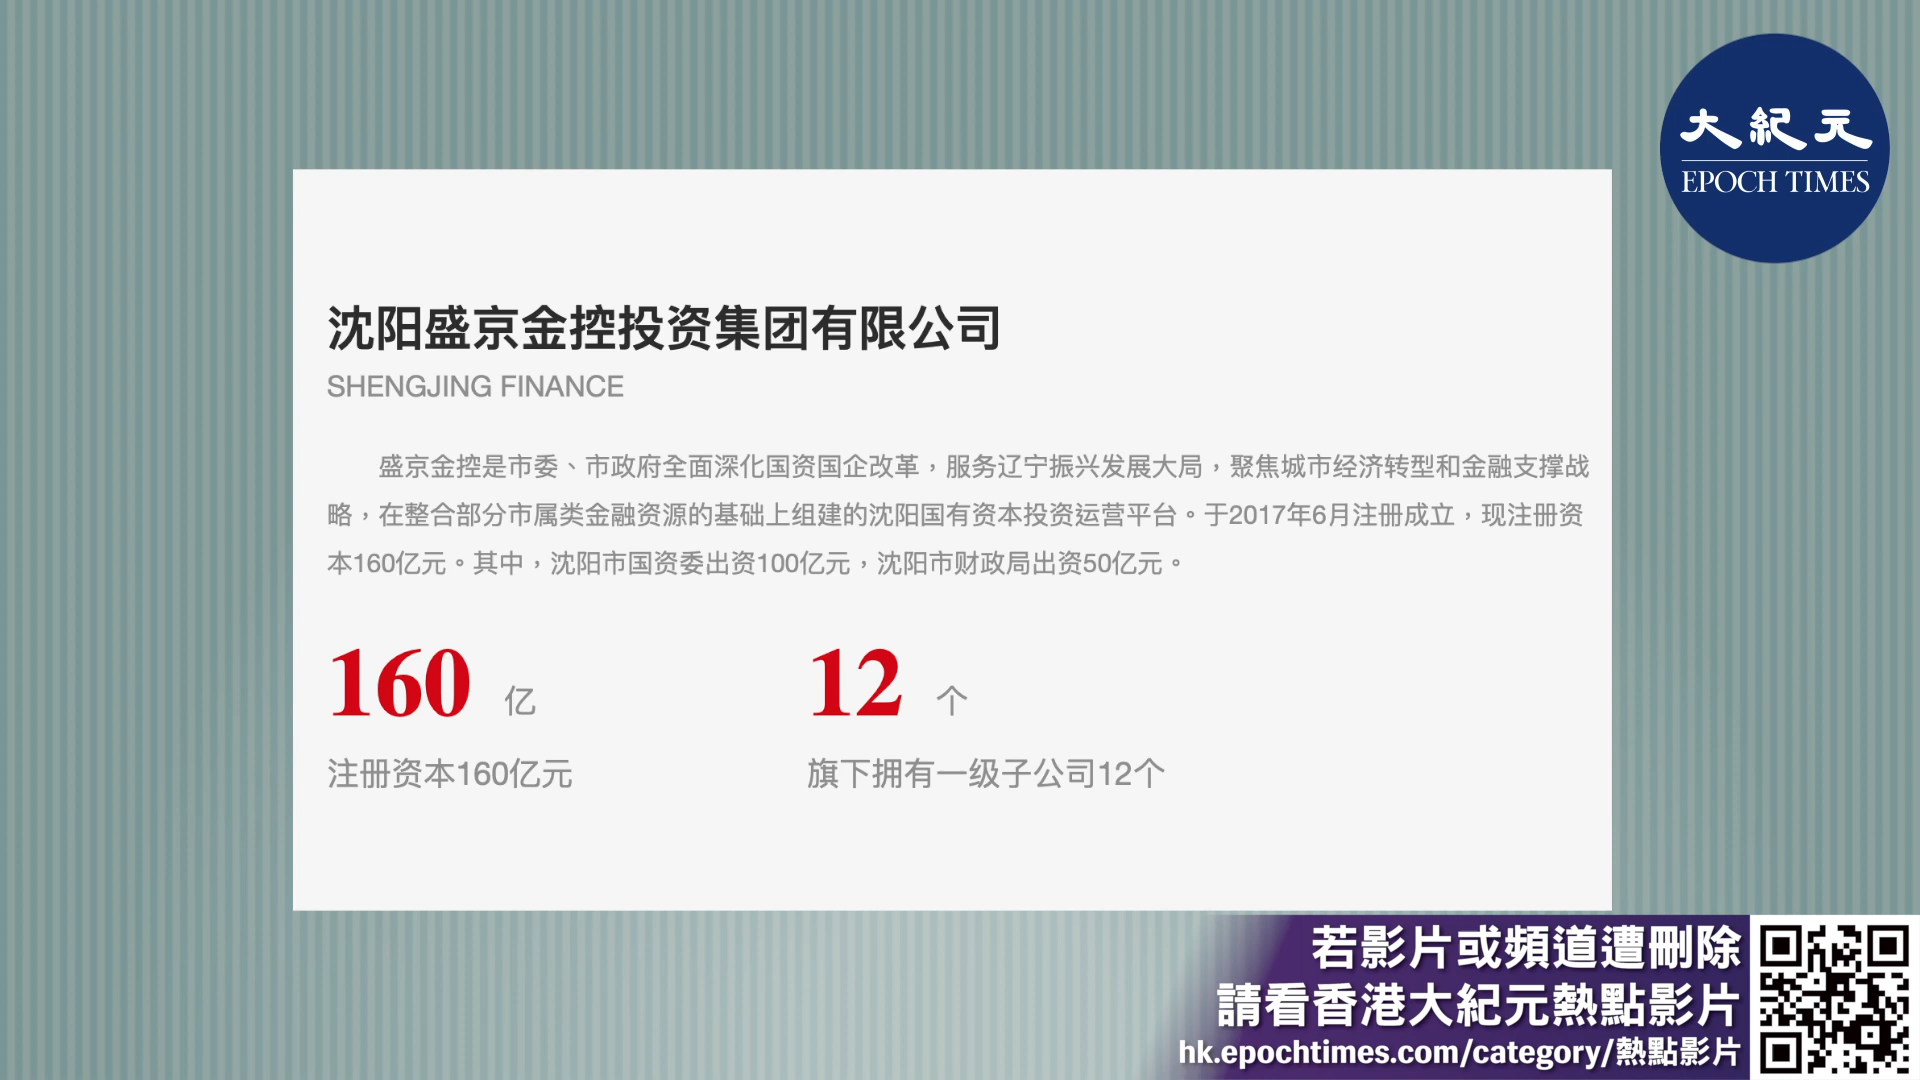 大紀元
EPOCH TIMES
沈阳盛京金控投资集团有限公司
SHENGJING FINANCE
盛京金控是市委、市政府全面深化国资国企改革，服务辽宁振兴发展大局，聚焦城市经济转型和金融支撑战
略，在整合部分市属类金融资源的基础上组建的沈阳国有资本投资运营平台。于2017年6月注册成立，现注册资
本160亿元。其中，沈阳市国资委出资100亿元，沈阳市财政局出资50亿元。
160 亿
注册资本160亿元
12 个
旗下拥有一级子公司12个
若影片或頻道遭刪除
請看香港大紀元熱點影片
hk.epochtimes.com/category/熱點影片